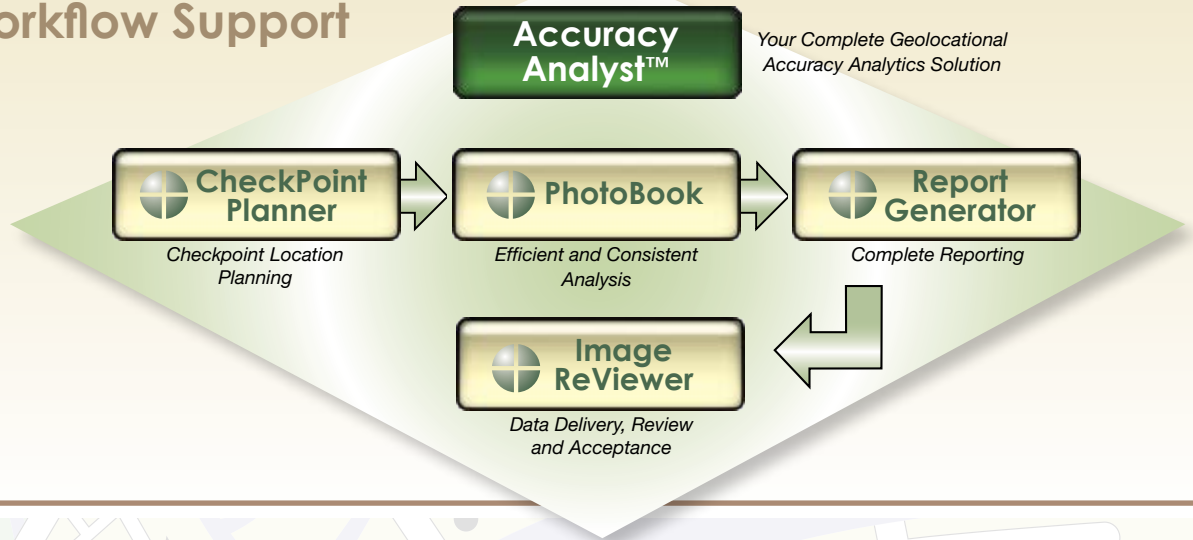 orkflow Support
Accuracy
Analyst™
Your Complete Geolocational
Accuracy Analytics Solution
CheckPoint
Planner
Checkpoint Location
Planning
PhotoBook
Efficient and Consistent
Analysis
Report
Generator
Complete Reporting
Image
ReViewer
Data Delivery, Review
and Acceptance